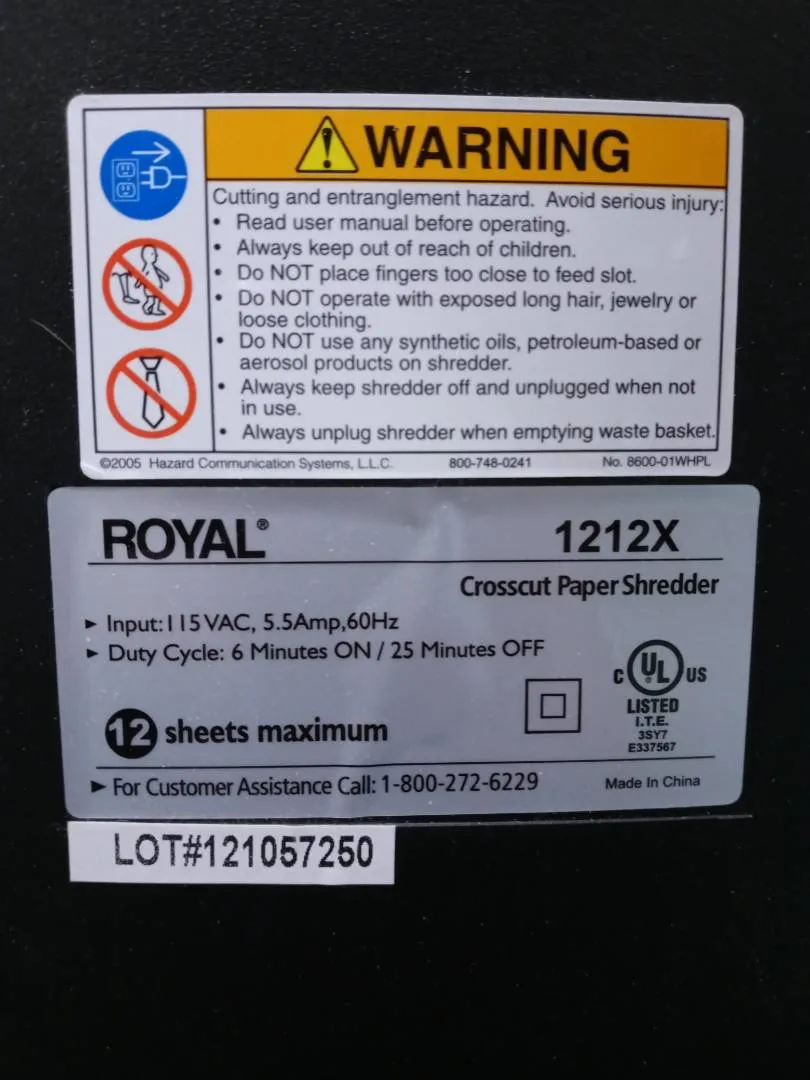 WARNING
Cutting and entranglement hazard. Avoid serious injury:
• Read user manual before operating.
• Always keep out of reach of children.
• Do NOT place fingers too close to feed slot.
• Do NOT operate with exposed long hair, jewelry or
loose clothing.
• Do NOT use any synthetic oils, petroleum-based or
aerosol products on shredder.
• Always keep shredder off and unplugged when not
in use.
• Always unplug shredder when emptying waste basket.
©2005 Hazard Communication Systems, L.L.C. 800-748-0241 No. 8600-01WHPL
ROYAL® 1212X
Crosscut Paper Shredder
► Input:115VAC, 5.5Amp,60Hz
► Duty Cycle: 6 Minutes ON / 25 Minutes OFF
C UL® US
LISTED
I.T.E.
3SY7
E337567
12 sheets maximum
► For Customer Assistance Call: 1-800-272-6229 Made In China
LOT#121057250